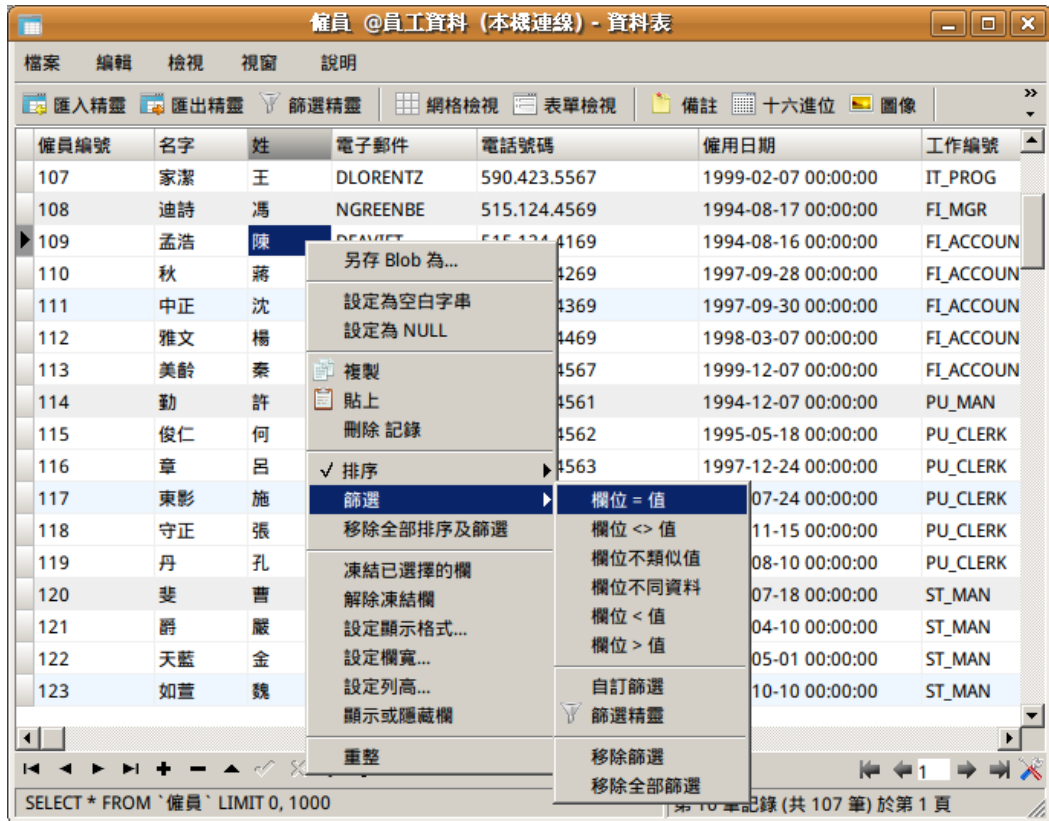 僱員 @員工資料 (本機連線) - 資料表
檔案 編輯 檢視 視窗 說明
匯入精靈 匯出精靈 篩選精靈 網格檢視 表單檢視 備註 十六進位 圖像
僱員編號 名字 姓 電子郵件 電話號碼 僱用日期 工作編號
107 家潔 王 DLORENTZ 590.423.5567 1999-02-07 00:00:00 IT_PROG
108 迪詩 馮 NGREENBE 515.124.4569 1994-08-17 00:00:00 FI_MGR
109 孟浩 陳 DFAVIET 515.124.4169 1994-08-16 00:00:00 FI_ACCOUN
110 秋 蔣 4269 1997-09-28 00:00:00 FI_ACCOUN
111 中正 沈 4369 1997-09-30 00:00:00 FI_ACCOUN
112 雅文 楊 4469 1998-03-07 00:00:00 FI_ACCOUN
113 美齡 秦 4567 1999-12-07 00:00:00 FI_ACCOUN
114 勤 許 4561 1994-12-07 00:00:00 PU_MAN
115 俊仁 何 4562 1995-05-18 00:00:00 PU_CLERK
116 章 呂 4563 1997-12-24 00:00:00 PU_CLERK
117 東影 施 07-24 00:00:00 PU_CLERK
118 守正 張 11-15 00:00:00 PU_CLERK
119 丹 孔 08-10 00:00:00 PU_CLERK
120 斐 曹 07-18 00:00:00 ST_MAN
121 爵 嚴 04-10 00:00:00 ST_MAN
122 天藍 金 05-01 00:00:00 ST_MAN
123 如萱 魏 10-10 00:00:00 ST_MAN
另存 Blob 為...
設定為空白字串
設定為 NULL
複製
貼上
刪除 記錄
排序
篩選
移除全部排序及篩選
凍結已選擇的欄
解除凍結欄
設定顯示格式...
設定欄寬...
設定列高...
顯示或隱藏欄
重整
欄位 = 值
欄位 <> 值
欄位不類似值
欄位不同資料
欄位 < 值
欄位 > 值
自訂篩選
篩選精靈
移除篩選
移除全部篩選
1
SELECT * FROM `僱員` LIMIT 0, 1000
第 10 筆記錄 (共 107 筆) 於第 1 頁